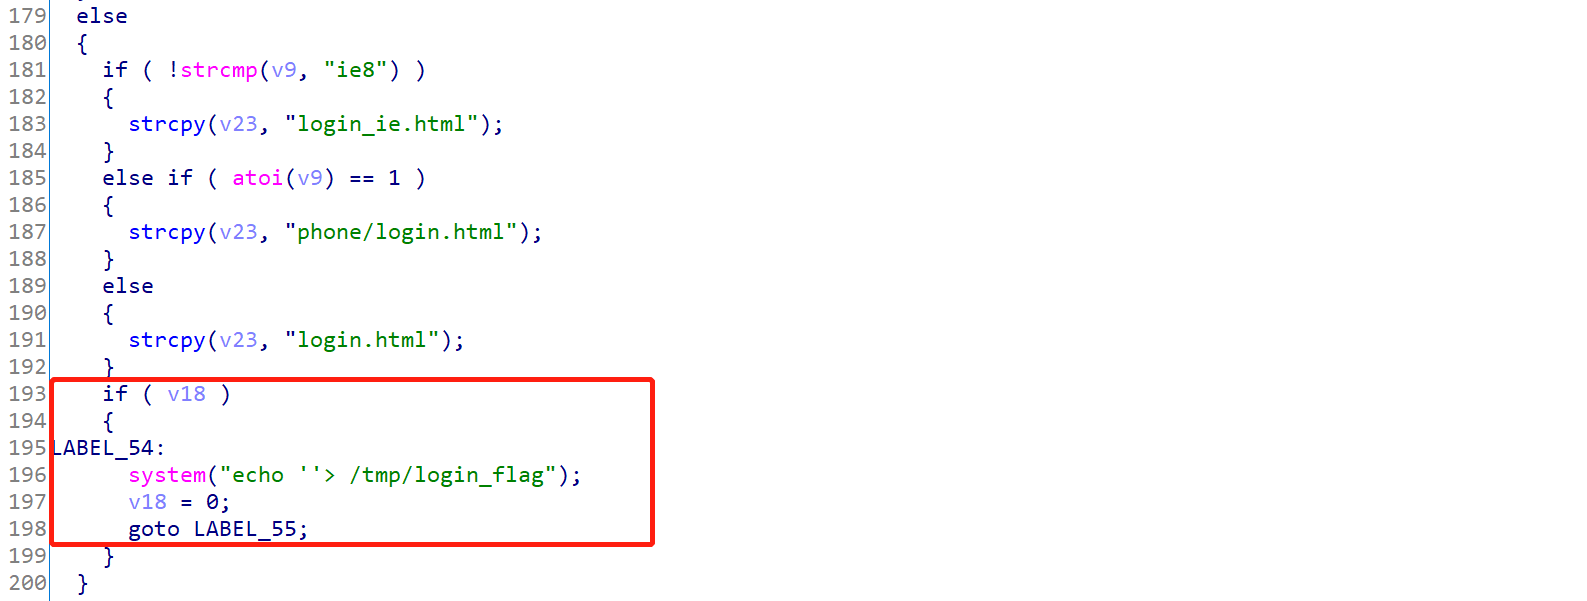 179 else
180 {
181 if ( !strcmp(v9, "ie8") )
182 {
183 strcpy(v23, "login_ie.html");
184 }
185 else if ( atoi(v9) == 1 )
186 {
187 strcpy(v23, "phone/login.html");
188 }
189 else
190 {
191 strcpy(v23, "login.html");
192 }
193 if ( v18 )
194 {
195 LABEL_54:
196 system("echo ''> /tmp/login_flag");
197 v18 = 0;
198 goto LABEL_55;
199 }
200 }